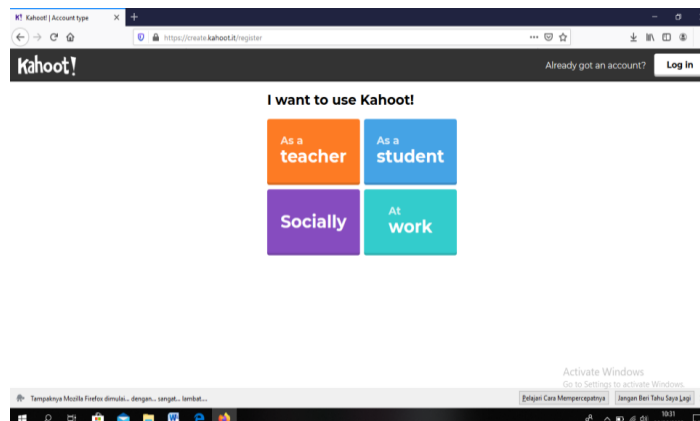 K! Kahoot! | Account type
https://create.kahoot.it/register
Kahoot!
Already got an account?
Log in
I want to use Kahoot!
As a
teacher
As a
student
Socially
At
work
Activate Windows
Go to Settings to activate Windows.
Tampaknya Mozilla Firefox dimulai... dengan... sangat... lambat....
Pelajari Cara Mempercepatnya
Jangan Beri Tahu Saya Lagi
10:31